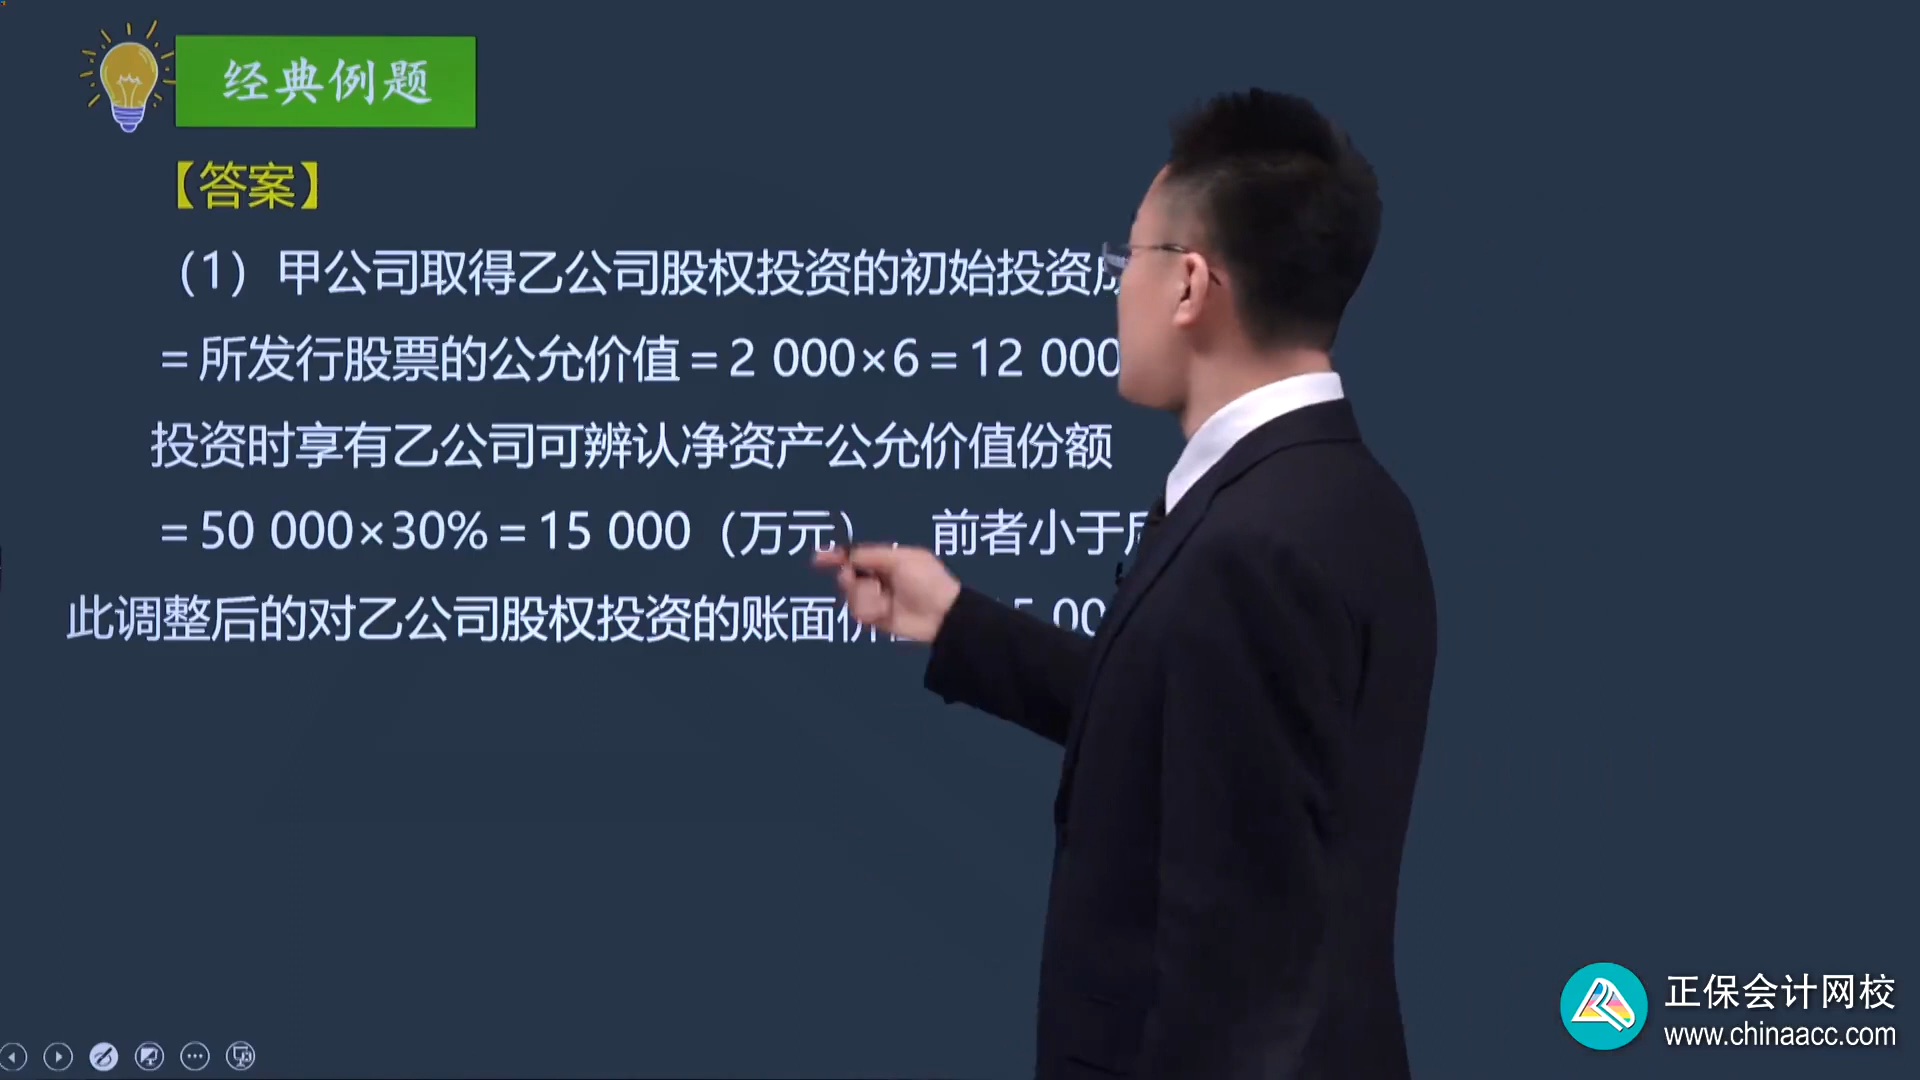 经典例题
【答案】
（1）甲公司取得乙公司股权投资的初始投资
＝所发行股票的公允价值＝2 000×6＝12 000
投资时享有乙公司可辨认净资产公允价值份额
＝50 000×30%＝15 000（万元），前者小于
此调整后的对乙公司股权投资的账面
正保会计网校
www.chinaacc.com